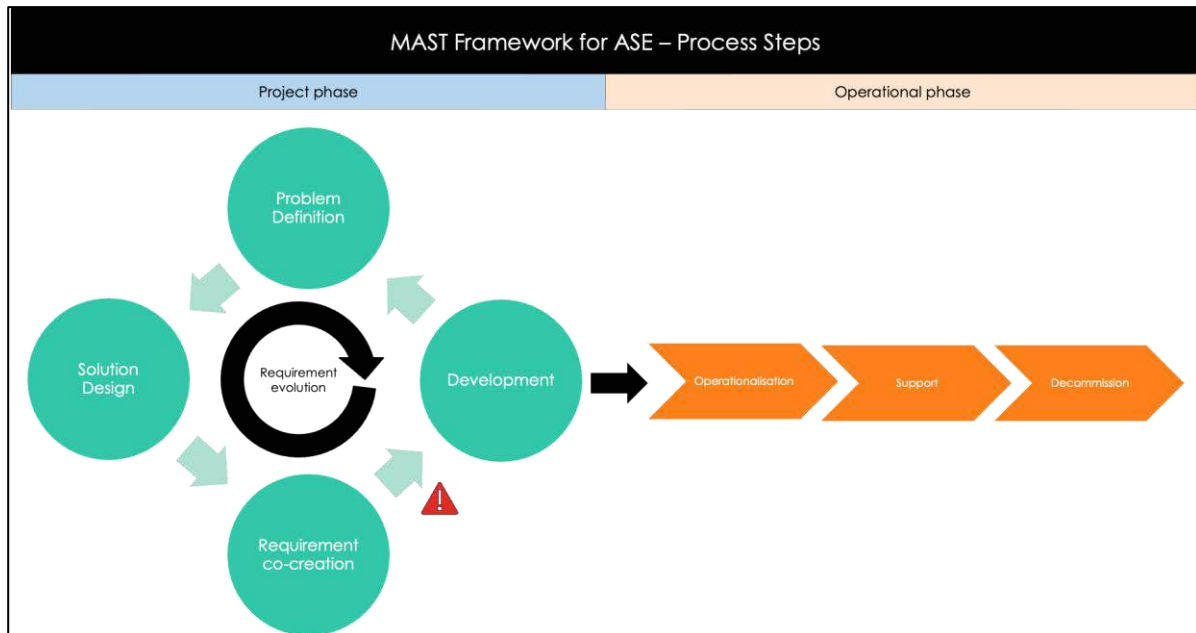 MAST Framework for ASE – Process Steps
Project phase
Operational phase
Problem
Definition
Solution
Design
Requirement
evolution
Development
Operationalisation
Support
Decommission
Requirement
co-creation